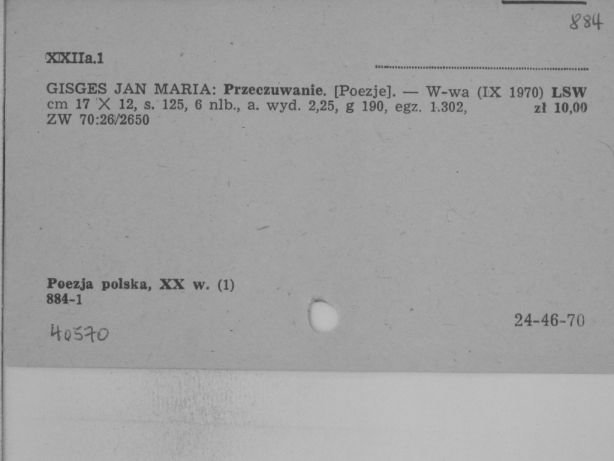 884
XXIIa.1
GISGES JAN MARIA: Przeczuwanie. [Poezje]. — W-wa (IX 1970) LSW
cm 17 × 12, s. 125, 6 nlb., a. wyd. 2,25, g 190, egz. 1.302, zł 10,00
ZW 70:26/2650
Poezja polska, XX w. (1)
884-1
40570
24-46-70